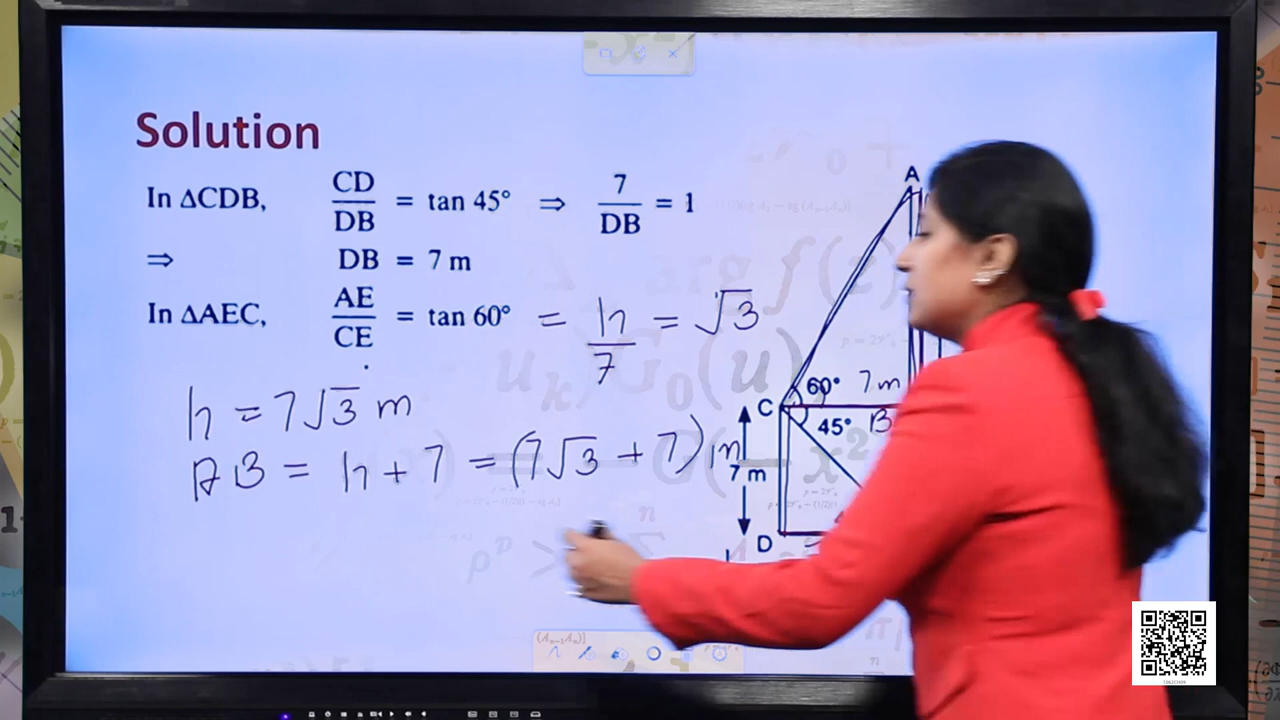 Solution
In ΔCDB, CD/DB = tan 45° ⇒ 7/DB = 1
⇒ DB = 7 m
In ΔAEC, AE/CE = tan 60° = h/7 = √3
h = 7√3 m
AB = h + 7 = (7√3 + 7) m
A
60° 7 m
C
45°
7 m
D